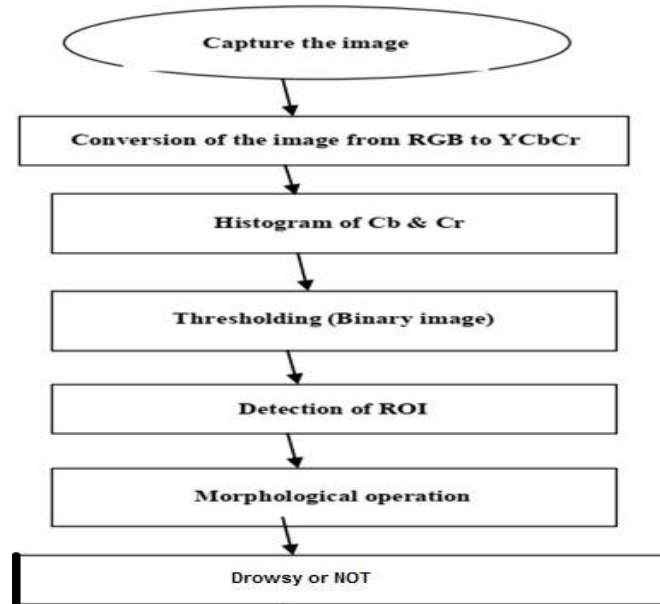 Capture the image
Conversion of the image from RGB to YCbCr
Histogram of Cb & Cr
Thresholding (Binary image)
Detection of ROI
Morphological operation
Drowsy or NOT